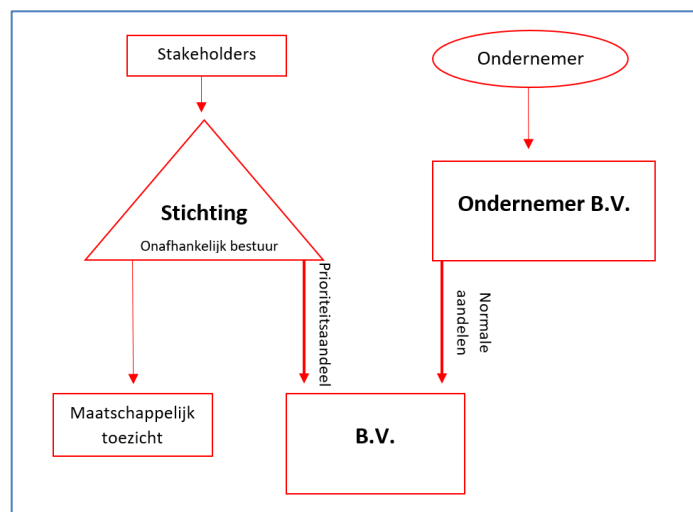 Stakeholders
Ondernemer
Stichting
Onafhankelijk bestuur
Ondernemer B.V.
Prioriteitsaandeel
Normale
aandelen
Maatschappelijk
toezicht
B.V.